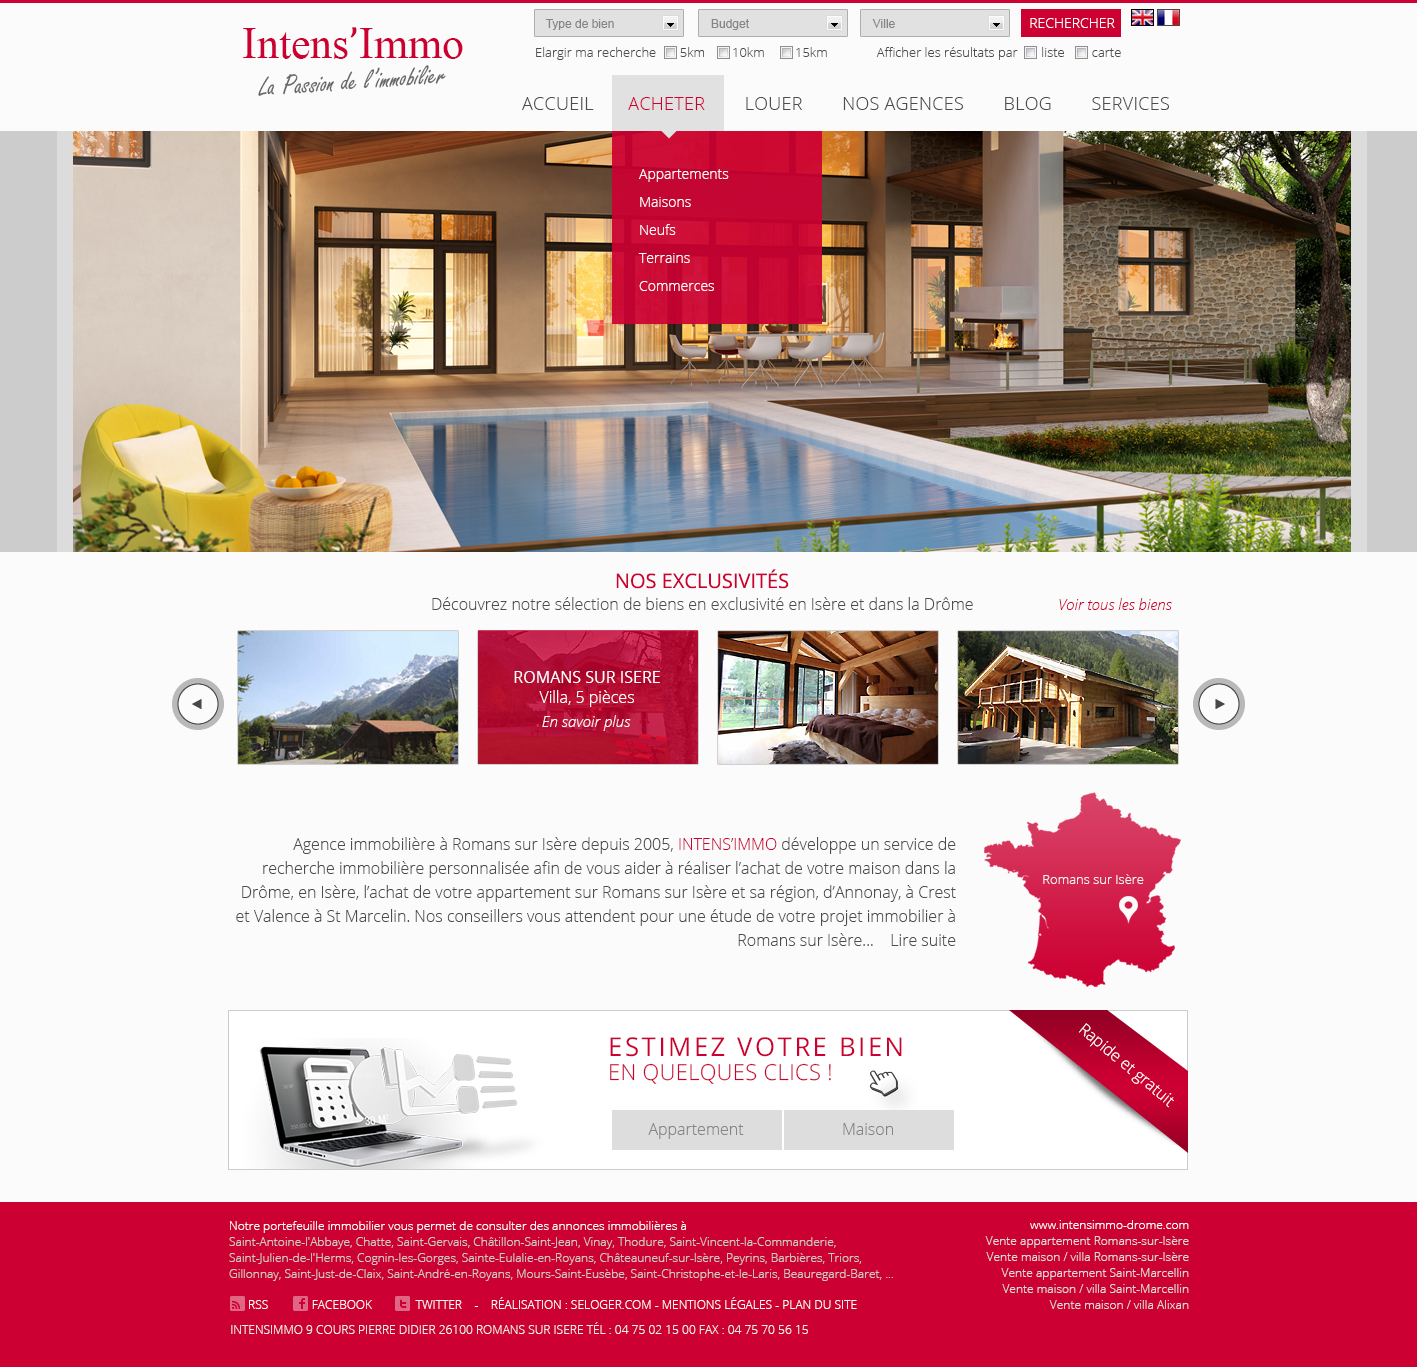 Intens'Immo
La Passion de l'immobilier
Type de bien
Budget
Ville
RECHERCHER
Elargir ma recherche 5km 10km 15km
Afficher les résultats par liste carte
ACCUEIL ACHETER LOUER NOS AGENCES BLOG SERVICES
Appartements
Maisons
Neufs
Terrains
Commerces
NOS EXCLUSIVITÉS
Découvrez notre sélection de biens en exclusivité en Isère et dans la Drôme
Voir tous les biens
ROMANS SUR ISERE
Villa, 5 pièces
En savoir plus
Agence immobilière à Romans sur Isère depuis 2005, INTENS’IMMO développe un service de
recherche immobilière personnalisée afin de vous aider à réaliser l’achat de votre maison dans la
Drôme, en Isère, l’achat de votre appartement sur Romans sur Isère et sa région, d’Annonay, à Crest
et Valence à St Marcelin. Nos conseillers vous attendent pour une étude de votre projet immobilier à
Romans sur Isère... Lire suite
Romans sur Isère
ESTIMEZ VOTRE BIEN
EN QUELQUES CLICS !
Appartement
Maison
Rapide et gratuit
Notre portefeuille immobilier vous permet de consulter des annonces immobilières à
Saint-Antoine-l'Abbaye, Chatte, Saint-Gervais, Châtillon-Saint-Jean, Vinay, Thodure, Saint-Vincent-la-Commanderie,
Saint-Julien-de-l'Herms, Cognin-les-Gorges, Sainte-Eulalie-en-Royans, Châteauneuf-sur-Isère, Peyrins, Barbières, Triors,
Gillonnay, Saint-Just-de-Claix, Saint-André-en-Royans, Mours-Saint-Eusèbe, Saint-Christophe-et-le-Laris, Beauregard-Baret, ...
RSS FACEBOOK TWITTER - RÉALISATION : SELOGER.COM - MENTIONS LÉGALES - PLAN DU SITE
INTENSIMMO 9 COURS PIERRE DIDIER 26100 ROMANS SUR ISERE TÉL : 04 75 02 15 00 FAX : 04 75 70 56 15
www.intensimmo-drome.com
Vente appartement Romans-sur-Isère
Vente maison / villa Romans-sur-Isère
Vente appartement Saint-Marcellin
Vente maison / villa Saint-Marcellin
Vente maison / villa Alixan